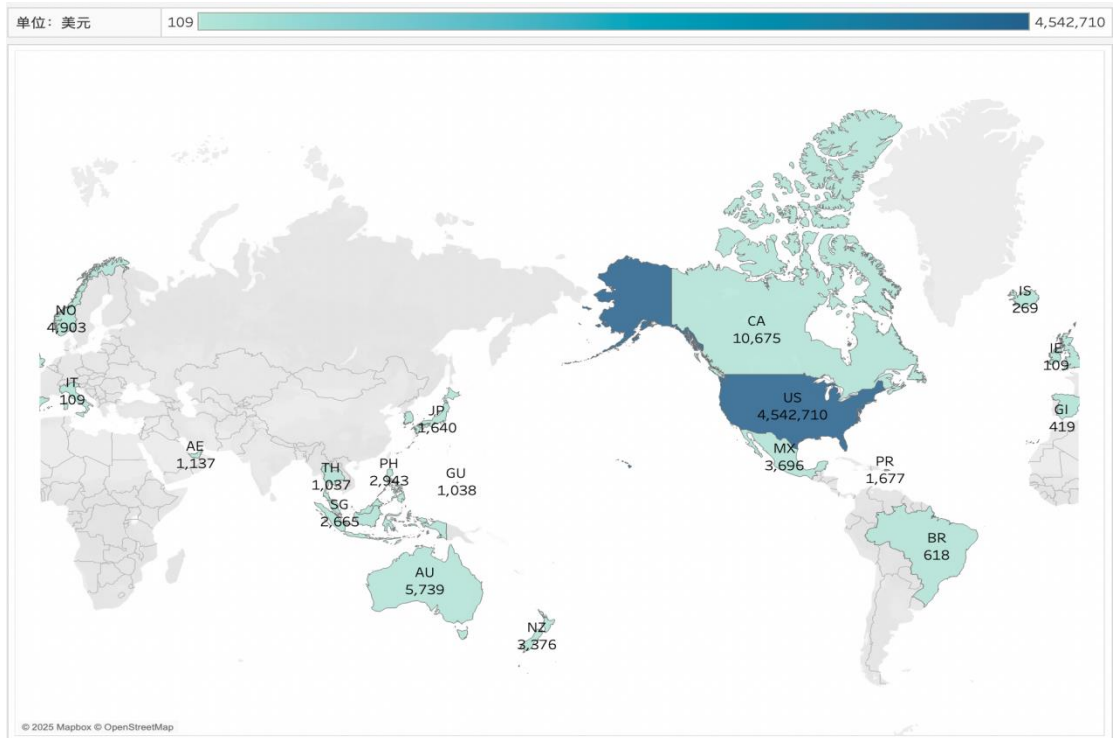 单位：美元
109
4,542,710
IS
269
NO
4,903
CA
10,675
IE
109
IT
109
US
4,542,710
JP
1,640
GI
419
AE
1,137
MX
3,696
TH
1,037
PH
2,943
GU
1,038
PR
1,677
SG
2,665
BR
618
AU
5,739
NZ
3,376
© 2025 Mapbox © OpenStreetMap